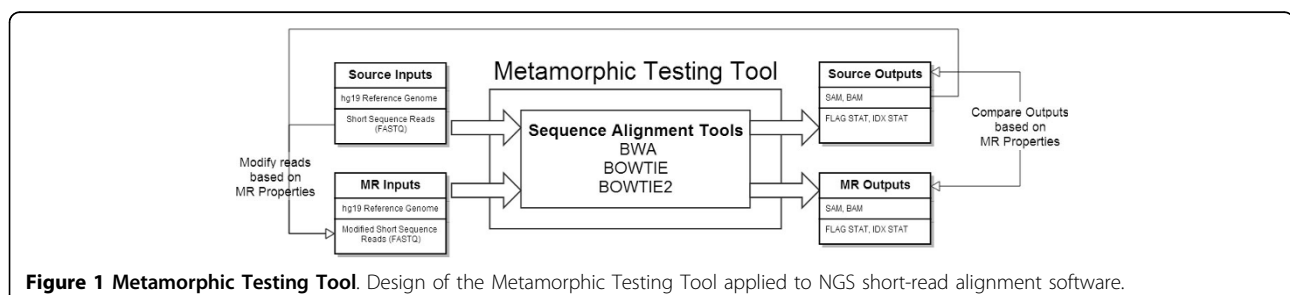 Metamorphic Testing Tool
Source Inputs
hg19 Reference Genome
Short Sequence Reads
(FASTQ)
Modify reads
based on
MR Properties
MR Inputs
hg19 Reference Genome
Modified Short Sequence
Reads (FASTQ)
Sequence Alignment Tools
BWA
BOWTIE
BOWTIE2
Source Outputs
SAM, BAM
FLAG STAT, IDX STAT
Compare Outputs
based on
MR Properties
MR Outputs
SAM, BAM
FLAG STAT, IDX STAT
Figure 1 Metamorphic Testing Tool. Design of the Metamorphic Testing Tool applied to NGS short-read alignment software.